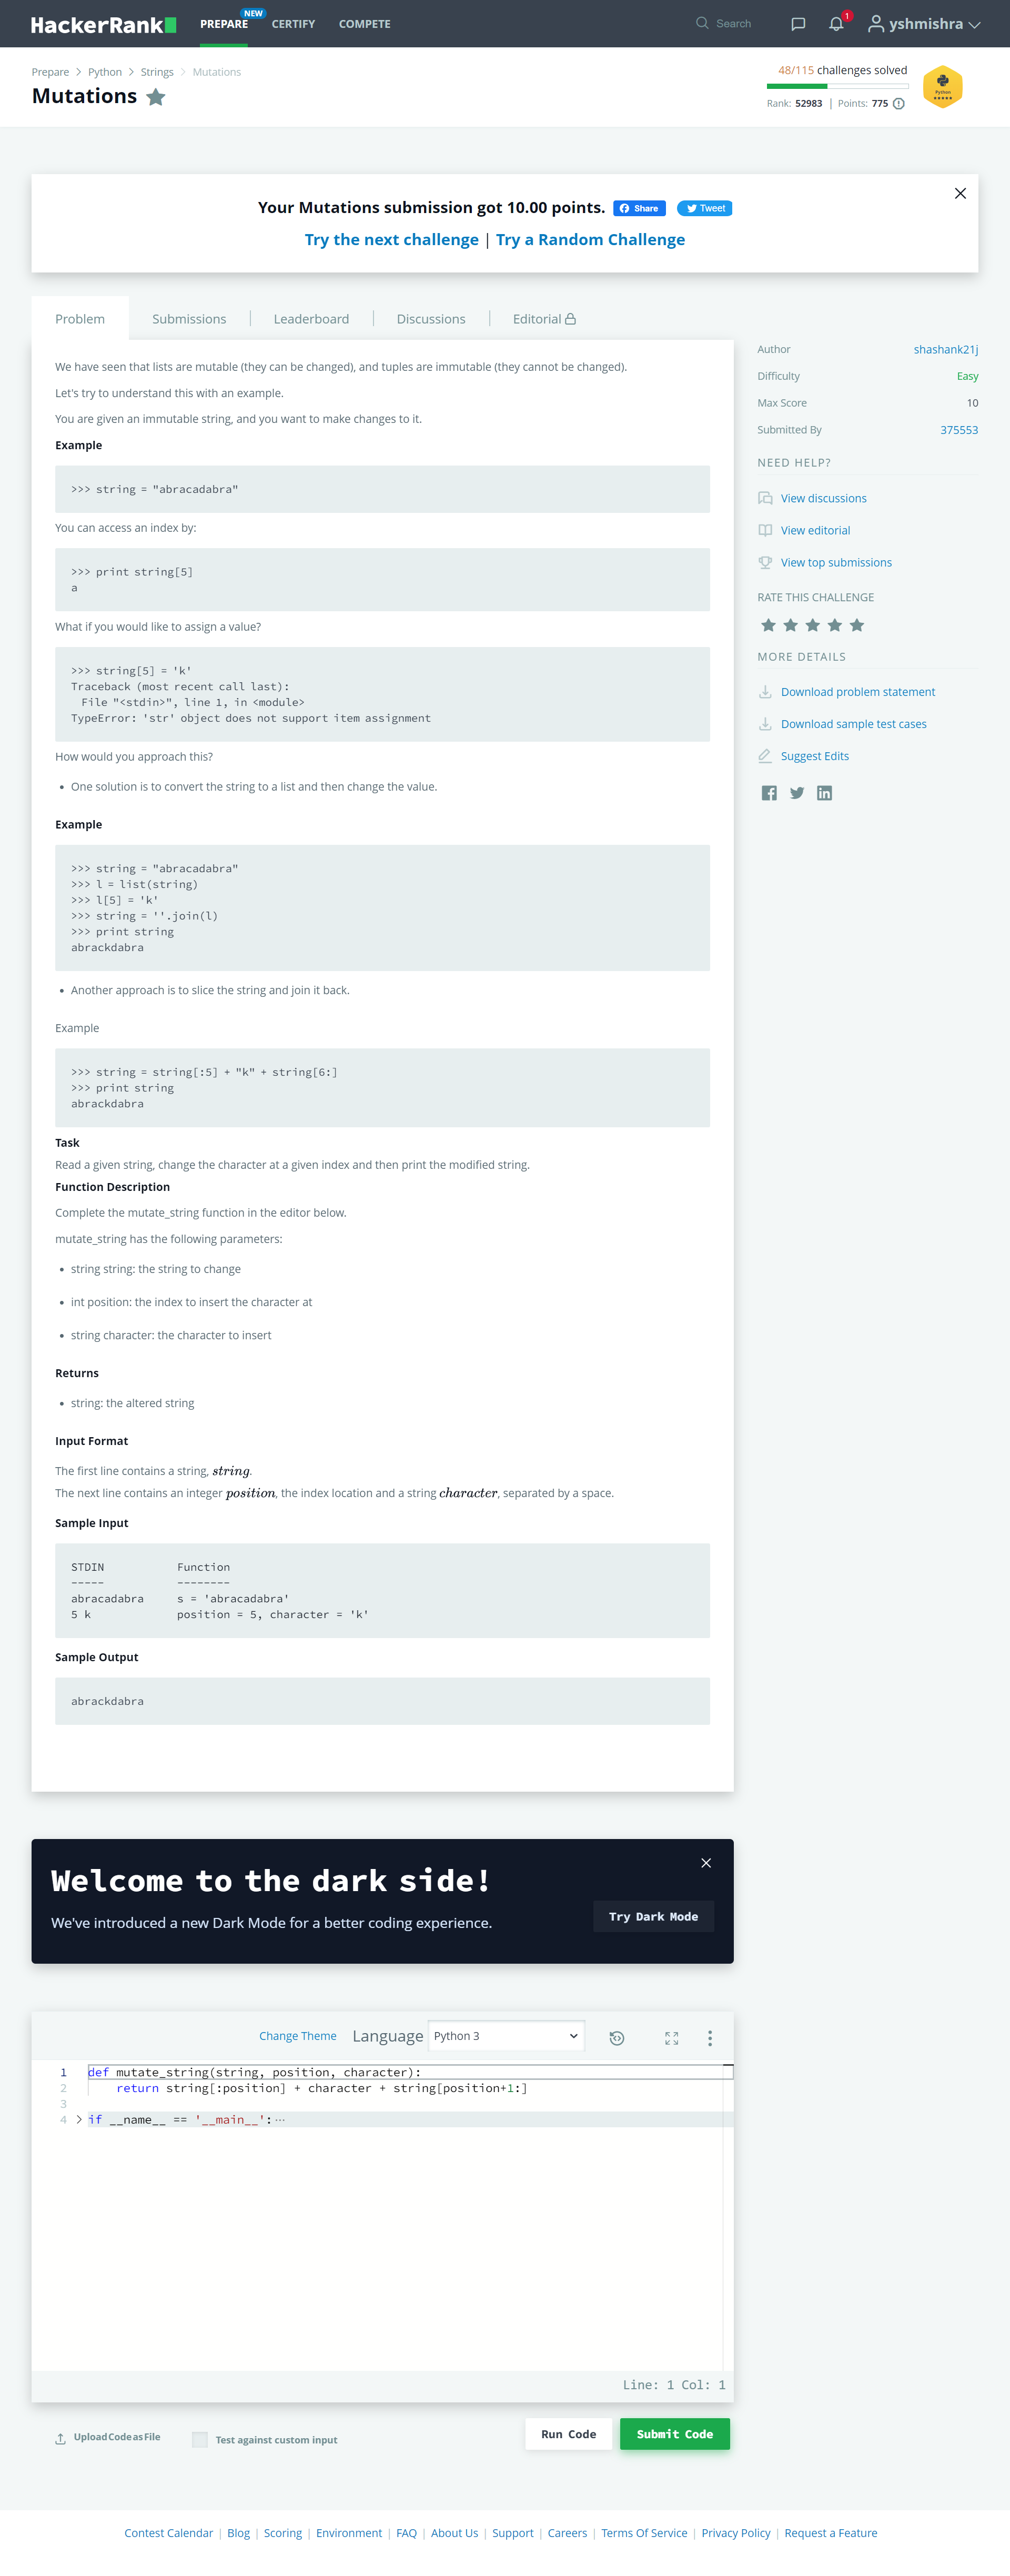 HackerRank
PREPARE
NEW
CERTIFY
COMPETE
Search
1
yshmishra
Prepare > Python > Strings > Mutations
Mutations
48/115 challenges solved
Rank: 52983 | Points: 775
Python
Your Mutations submission got 10.00 points. Share Tweet
Try the next challenge | Try a Random Challenge
Problem
Submissions
Leaderboard
Discussions
Editorial
We have seen that lists are mutable (they can be changed), and tuples are immutable (they cannot be changed).
Let's try to understand this with an example.
You are given an immutable string, and you want to make changes to it.
Example
>>> string = "abracadabra"
You can access an index by:
>>> print string[5]
a
What if you would like to assign a value?
>>> string[5] = 'k'
Traceback (most recent call last):
  File "<stdin>", line 1, in <module>
TypeError: 'str' object does not support item assignment
How would you approach this?
• One solution is to convert the string to a list and then change the value.
Example
>>> string = "abracadabra"
>>> l = list(string)
>>> l[5] = 'k'
>>> string = ''.join(l)
>>> print string
abrackdabra
• Another approach is to slice the string and join it back.
Example
>>> string = string[:5] + "k" + string[6:]
>>> print string
abrackdabra
Task
Read a given string, change the character at a given index and then print the modified string.
Function Description
Complete the mutate_string function in the editor below.
mutate_string has the following parameters:
• string string: the string to change
• int position: the index to insert the character at
• string character: the character to insert
Returns
• string: the altered string
Input Format
The first line contains a string, string.
The next line contains an integer position, the index location and a string character, separated by a space.
Sample Input
STDIN           Function
-----           --------
abracadabra     s = 'abracadabra'
5 k             position = 5, character = 'k'
Sample Output
abrackdabra
Author shashank21j
Difficulty Easy
Max Score 10
Submitted By 375553
NEED HELP?
View discussions
View editorial
View top submissions
RATE THIS CHALLENGE
MORE DETAILS
Download problem statement
Download sample test cases
Suggest Edits
Welcome to the dark side!
We've introduced a new Dark Mode for a better coding experience.
Try Dark Mode
Change Theme Language Python 3
1 def mutate_string(string, position, character):
2     return string[:position] + character + string[position+1:]
3
4 > if __name__ == '__main__':···
Line: 1 Col: 1
Upload Code as File
Test against custom input
Run Code
Submit Code
Contest Calendar | Blog | Scoring | Environment | FAQ | About Us | Support | Careers | Terms Of Service | Privacy Policy | Request a Feature